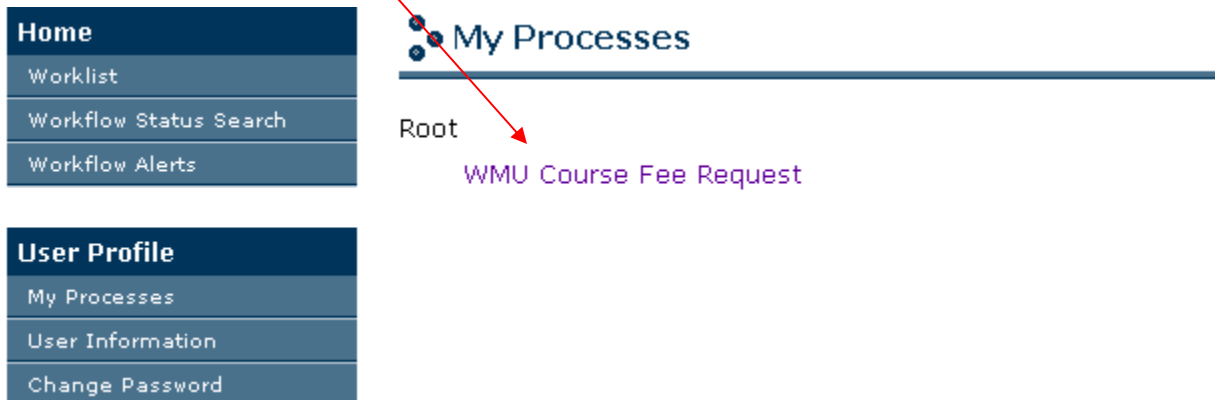 Home
Worklist
Workflow Status Search
Workflow Alerts
User Profile
My Processes
User Information
Change Password
My Processes
Root
WMU Course Fee Request